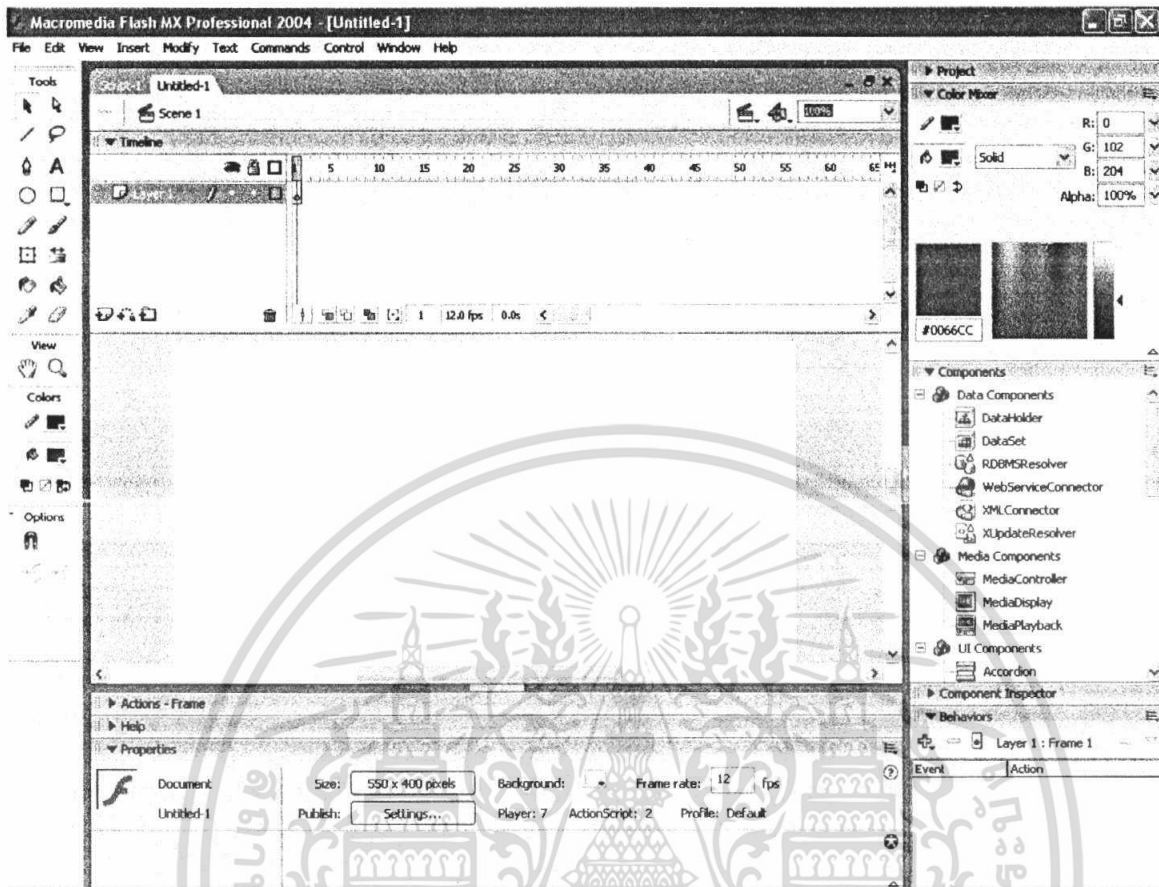 Macromedia Flash MX Professional 2004 - [Untitled-1]
File Edit View Insert Modify Text Commands Control Window Help
Tools
View
Colors
Options
Untitled-1
Scene 1
100%
Timeline
5 10 15 20 25 30 35 40 45 50 55 60 65
1 12.0 fps 0.0s
Project
Color Mixer
R: 0
G: 102
Solid
B: 204
Alpha: 100%
#0066CC
Components
Data Components
DataHolder
DataSet
RDBMSResolver
WebServiceConnector
XMLConnector
XUpdateResolver
Media Components
MediaController
MediaDisplay
MediaPlayback
UI Components
Accordion
Component Inspector
Behaviors
Layer 1 : Frame 1
Event Action
Actions - Frame
Help
Properties
Document Size: 550 x 400 pixels Background: Frame rate: 12 fps
Untitled-1 Publish: Settings... Player: 7 ActionScript: 2 Profile: Default